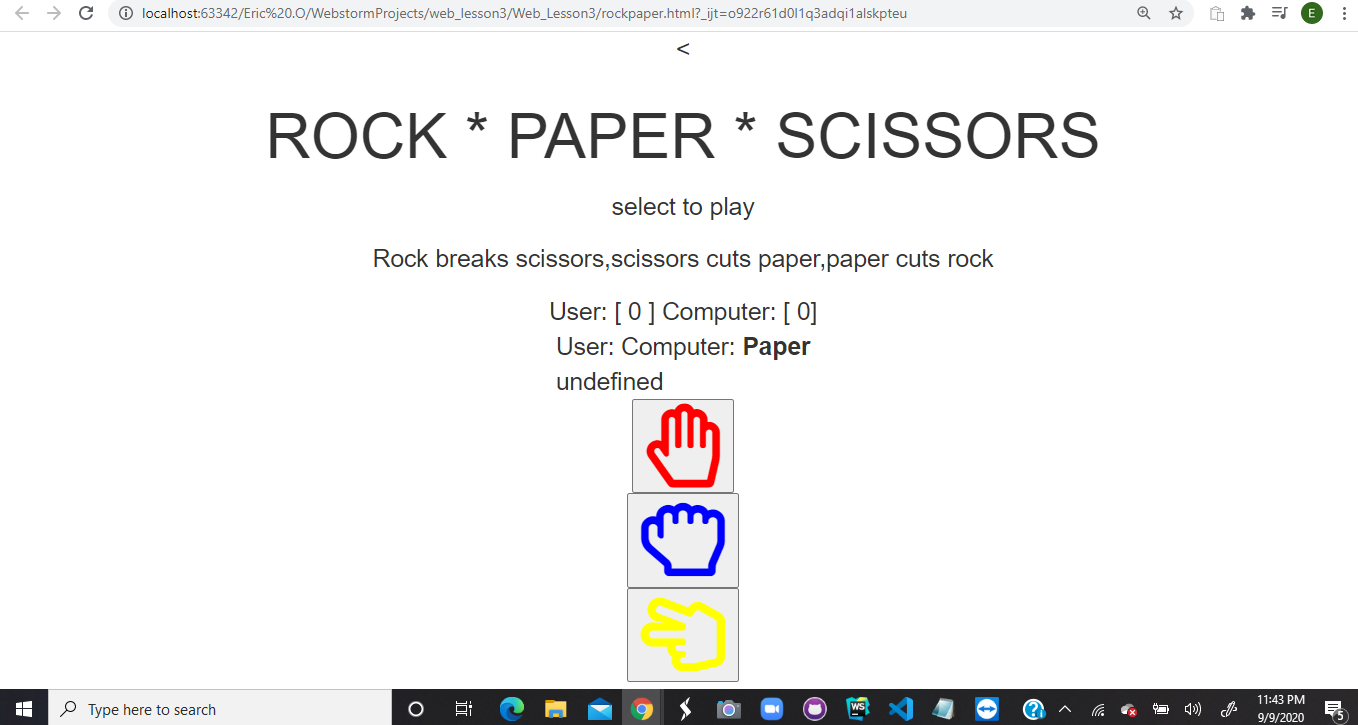 localhost:63342/Eric%20.O/WebstormProjects/web_lesson3/Web_Lesson3/rockpaper.html?_ijt=o922r61d0l1q3adqi1alskpteu
E
<
ROCK * PAPER * SCISSORS
select to play
Rock breaks scissors,scissors cuts paper,paper cuts rock
User: [ 0 ] Computer: [ 0]
User: Computer: Paper
undefined
Type here to search
WS
11:43 PM
9/9/2020
5